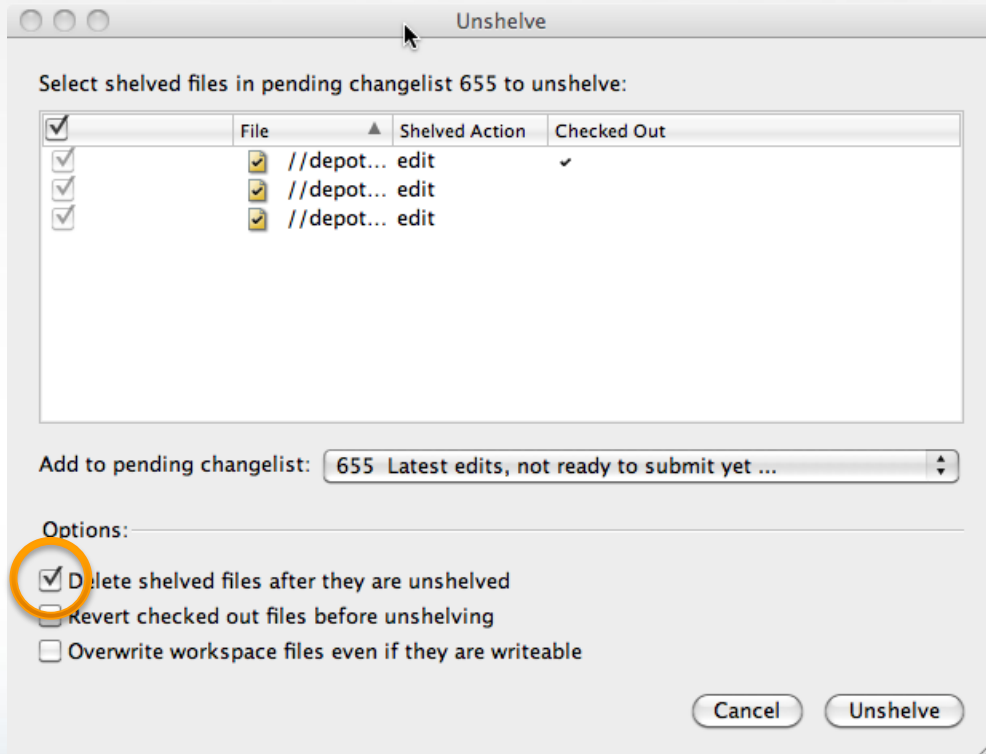 Unshelve
Select shelved files in pending changelist 655 to unshelve:
File Shelved Action Checked Out
//depot... edit
//depot... edit
//depot... edit
Add to pending changelist: 655 Latest edits, not ready to submit yet ...
Options:
Delete shelved files after they are unshelved
Revert checked out files before unshelving
Overwrite workspace files even if they are writeable
Cancel Unshelve